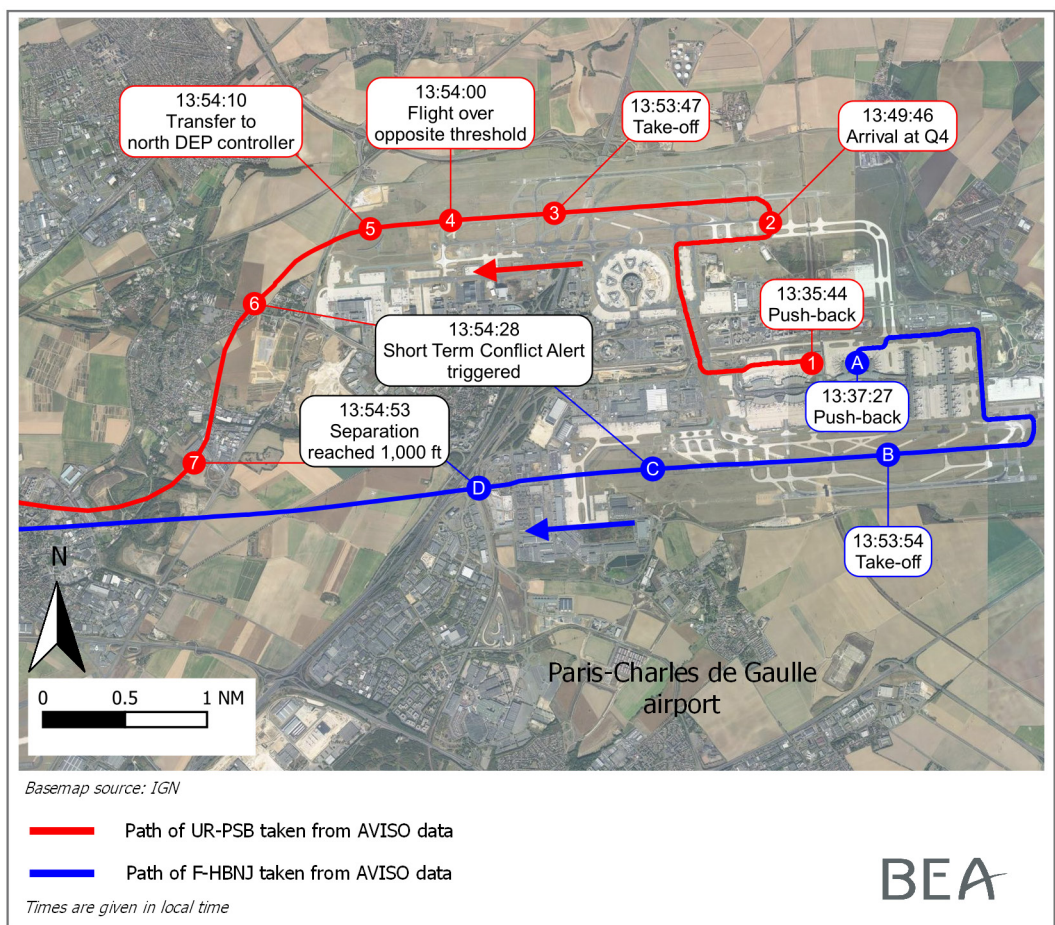 13:54:10
Transfer to
north DEP controller
13:54:00
Flight over
opposite threshold
13:53:47
Take-off
13:49:46
Arrival at Q4
5
4
3
2
6
13:54:28
Short Term Conflict Alert
triggered
13:35:44
Push-back
1
A
13:37:27
Push-back
13:54:53
Separation
reached 1,000 ft
7
D
C
B
13:53:54
Take-off
N
0 0.5 1 NM
Paris-Charles de Gaulle
airport
Basemap source: IGN
Path of UR-PSB taken from AVISO data
Path of F-HBNJ taken from AVISO data
Times are given in local time
BEA